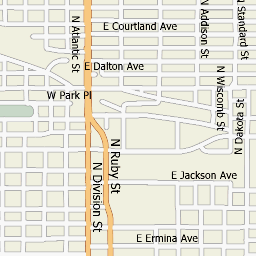 E Courtland Ave
N Atlantic St
N Addison St
N Standard St
E Dalton Ave
W Park Pl
N Wiscomb St
N Dakota St
N Ruby St
N Division St
E Jackson Ave
E Ermina Ave